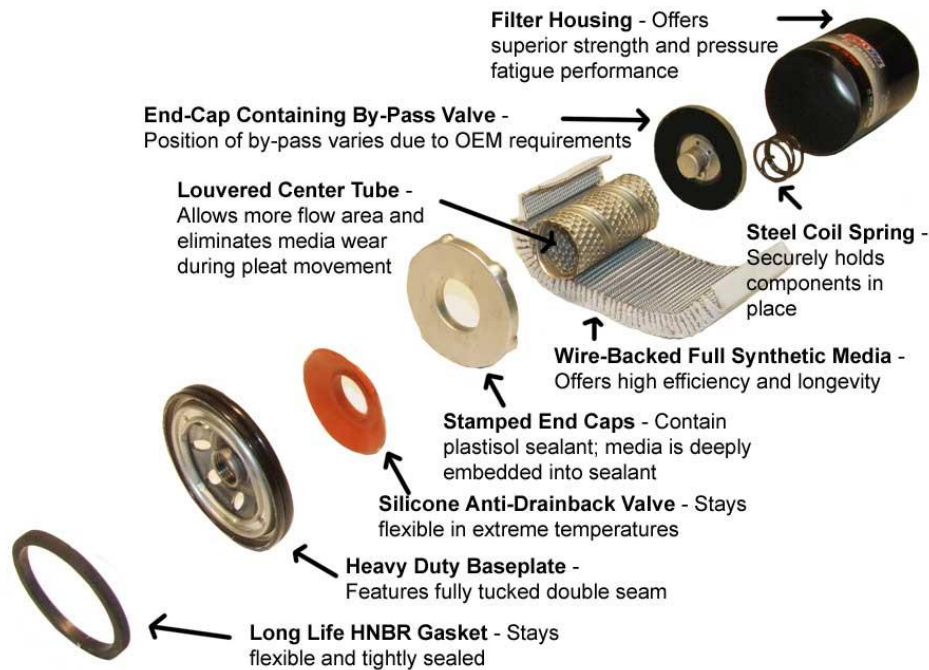 Filter Housing - Offers
superior strength and pressure
fatigue performance
End-Cap Containing By-Pass Valve -
Position of by-pass varies due to OEM requirements
Louvered Center Tube -
Allows more flow area and
eliminates media wear
during pleat movement
Steel Coil Spring -
Securely holds
components in
place
Wire-Backed Full Synthetic Media -
Offers high efficiency and longevity
Stamped End Caps - Contain
plastisol sealant; media is deeply
embedded into sealant
Silicone Anti-Drainback Valve - Stays
flexible in extreme temperatures
Heavy Duty Baseplate -
Features fully tucked double seam
Long Life HNBR Gasket - Stays
flexible and tightly sealed